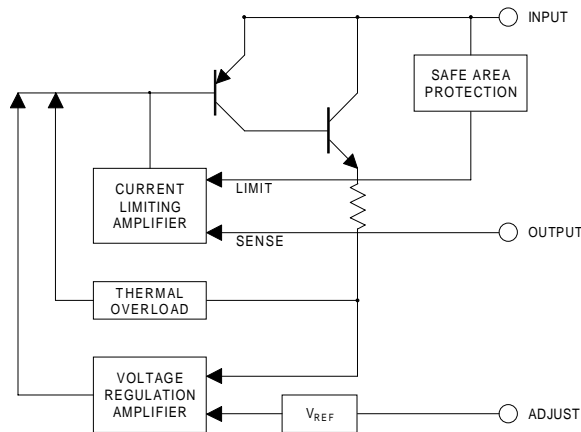 INPUT
SAFE AREA
PROTECTION
CURRENT
LIMITING
AMPLIFIER
LIMIT
SENSE
OUTPUT
THERMAL
OVERLOAD
VOLTAGE
REGULATION
AMPLIFIER
VREF
ADJUST